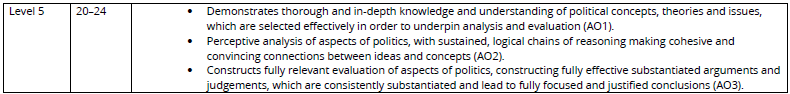 Level 5 20–24 • Demonstrates thorough and in-depth knowledge and understanding of political concepts, theories and issues,
which are selected effectively in order to underpin analysis and evaluation (AO1).
• Perceptive analysis of aspects of politics, with sustained, logical chains of reasoning making cohesive and
convincing connections between ideas and concepts (AO2).
• Constructs fully relevant evaluation of aspects of politics, constructing fully effective substantiated arguments and
judgements, which are consistently substantiated and lead to fully focused and justified conclusions (AO3).